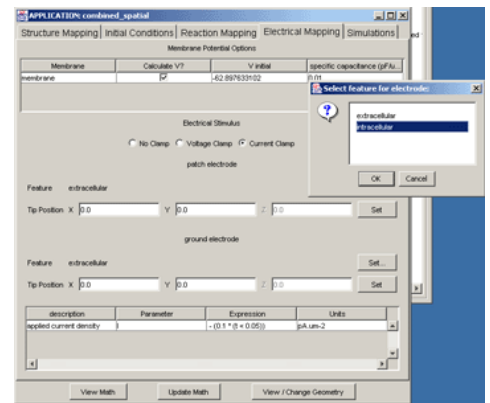 APPLICATION: combined_spatial
Structure Mapping Initial Conditions Reaction Mapping Electrical Mapping Simulations
Membrane Potential Options
Membrane Calculate V? V initial specific capacitance (pF/u...
membrane -62.897633102 0.01
Select feature for electrode:
extracellular
intracellular
OK Cancel
Electrical Stimulus
No Clamp Voltage Clamp Current Clamp
patch electrode
Feature extracellular
Tip Position X 0.0 Y 0.0 Z 0.0 Set
ground electrode
Feature extracellular Set...
Tip Position X 0.0 Y 0.0 Z 0.0 Set
description Parameter Expression Units
applied current density I - (0.1 * (t < 0.05)) pA.um-2
View Math Update Math View / Change Geometry